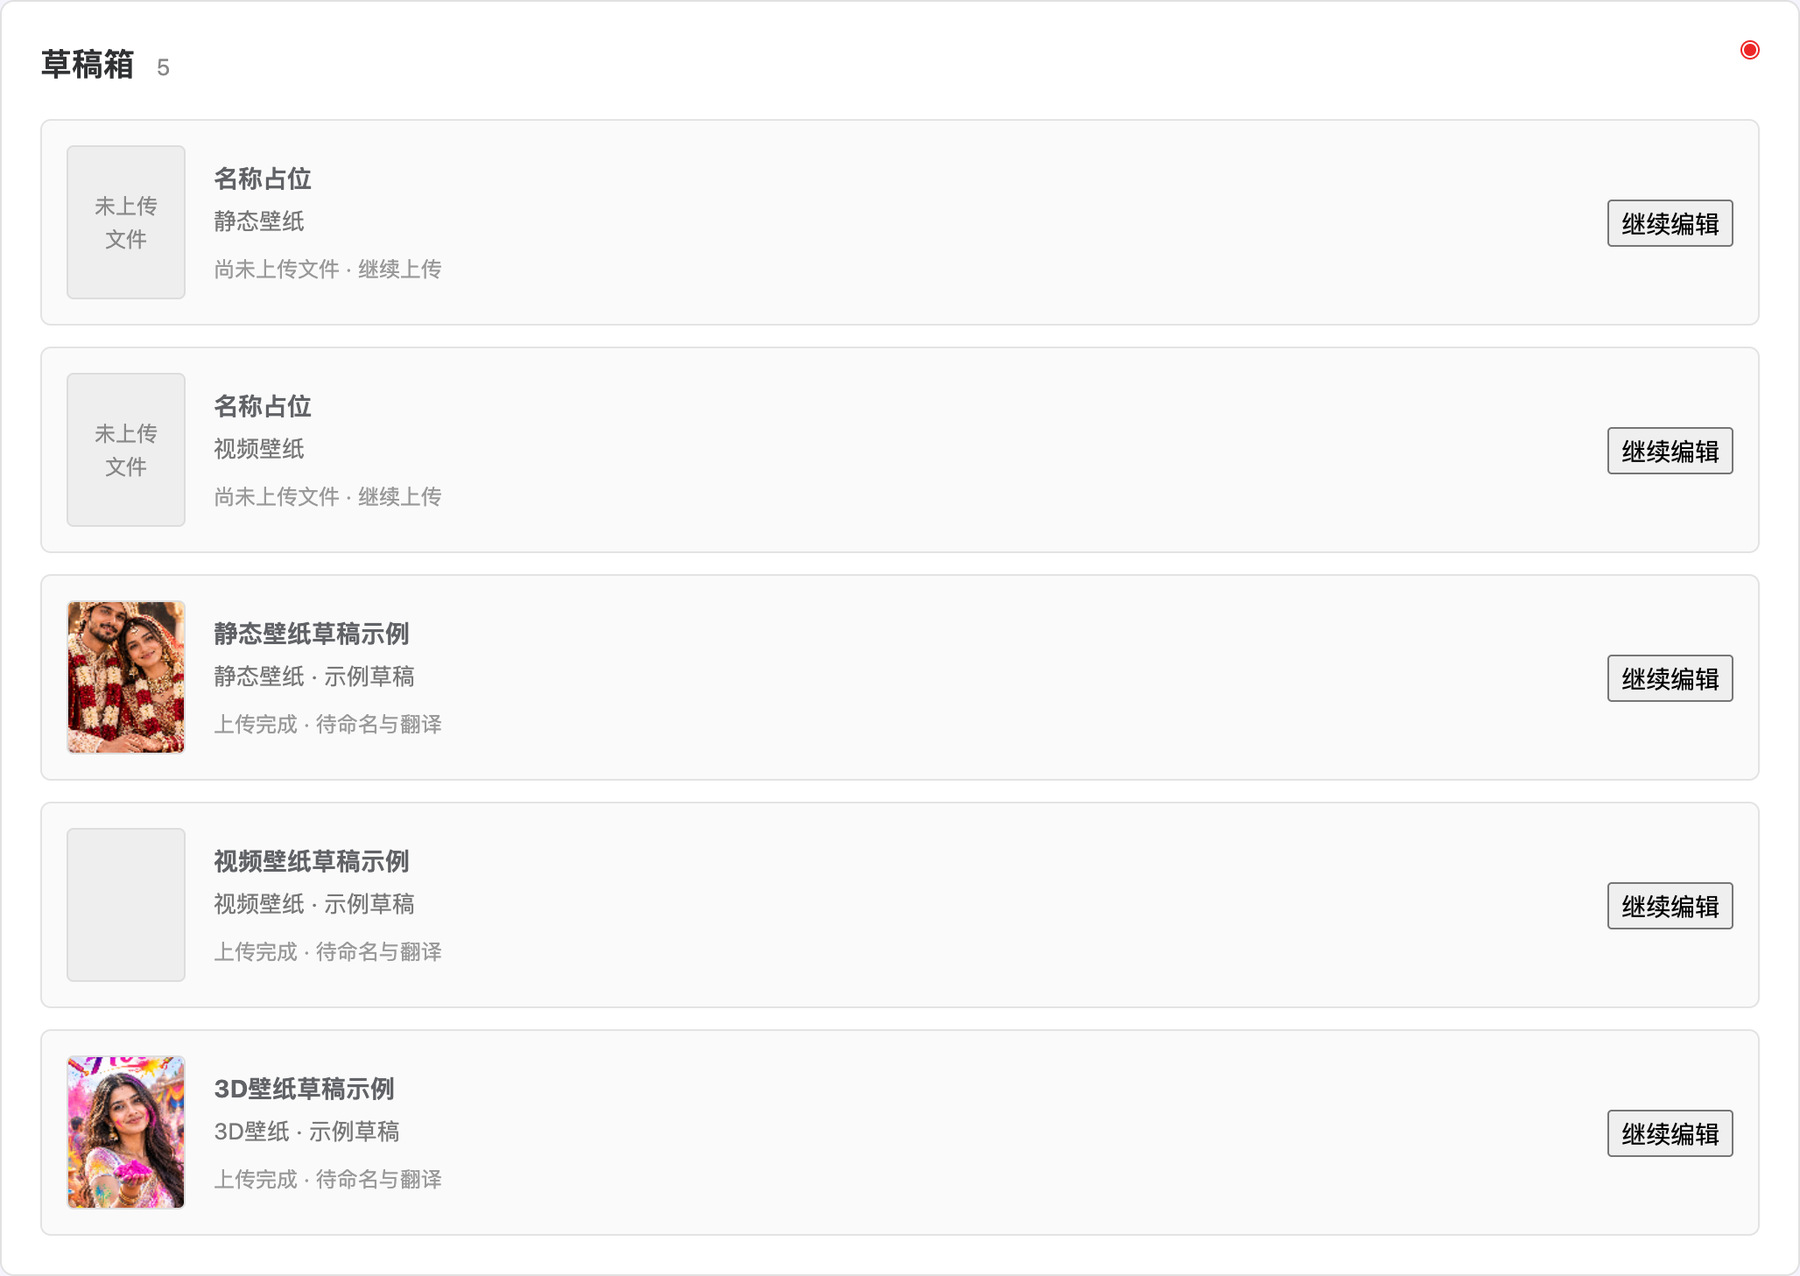 草稿箱 5
未上传
文件
名称占位
静态壁纸
尚未上传文件 · 继续上传
继续编辑
未上传
文件
名称占位
视频壁纸
尚未上传文件 · 继续上传
继续编辑
静态壁纸草稿示例
静态壁纸 · 示例草稿
上传完成 · 待命名与翻译
继续编辑
视频壁纸草稿示例
视频壁纸 · 示例草稿
上传完成 · 待命名与翻译
继续编辑
3D壁纸草稿示例
3D壁纸 · 示例草稿
上传完成 · 待命名与翻译
继续编辑